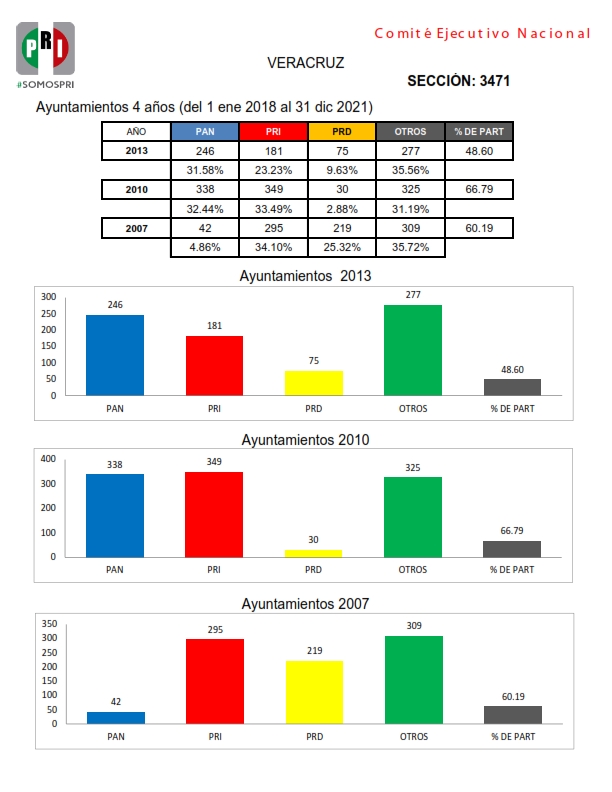 Comité Ejecutivo Nacional
PRI
#SOMOSPRI
VERACRUZ
SECCIÓN: 3471
Ayuntamientos 4 años (del 1 ene 2018 al 31 dic 2021)
AÑO PAN PRI PRD OTROS % DE PART
2013 246 181 75 277 48.60
31.58% 23.23% 9.63% 35.56%
2010 338 349 30 325 66.79
32.44% 33.49% 2.88% 31.19%
2007 42 295 219 309 60.19
4.86% 34.10% 25.32% 35.72%
Ayuntamientos 2013
300
250
200
150
100
50
0
246 181 75 277 48.60
PAN PRI PRD OTROS % DE PART
Ayuntamientos 2010
400
300
200
100
0
338 349 30 325 66.79
PAN PRI PRD OTROS % DE PART
Ayuntamientos 2007
350
300
250
200
150
100
50
0
42 295 219 309 60.19
PAN PRI PRD OTROS % DE PART